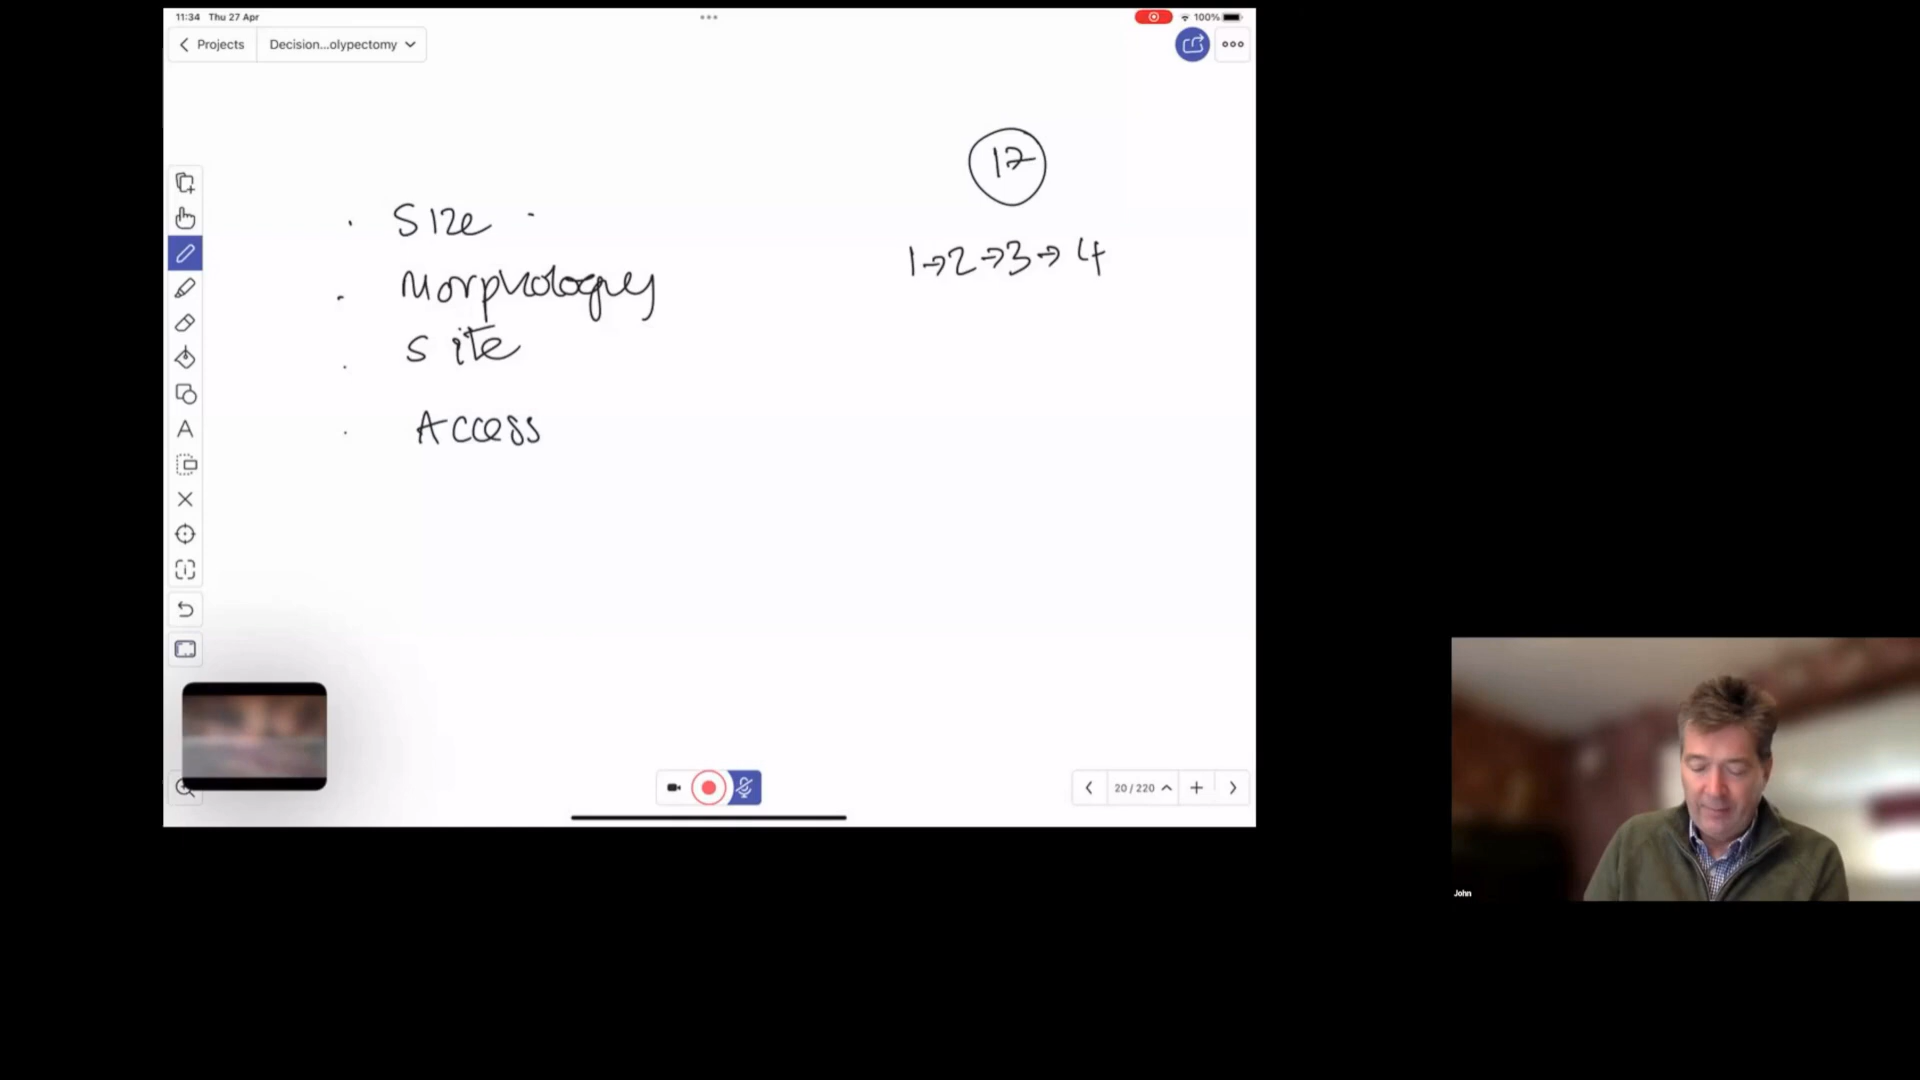 11:34 Thu 27 Apr
100%
Projects
Decision...olypectomy
12
Size
1→2→3→4
Morphology
Site
Access
A
20 / 220
John